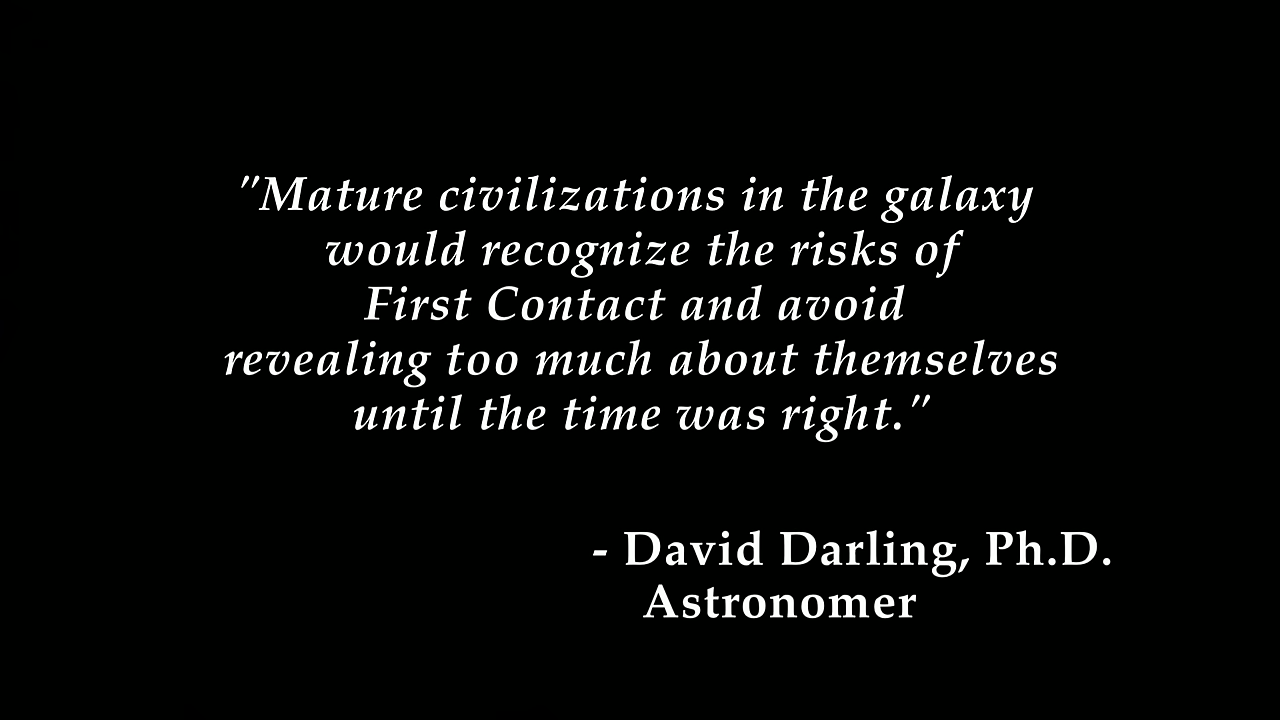 "Mature civilizations in the galaxy
would recognize the risks of
First Contact and avoid
revealing too much about themselves
until the time was right."
- David Darling, Ph.D.
Astronomer